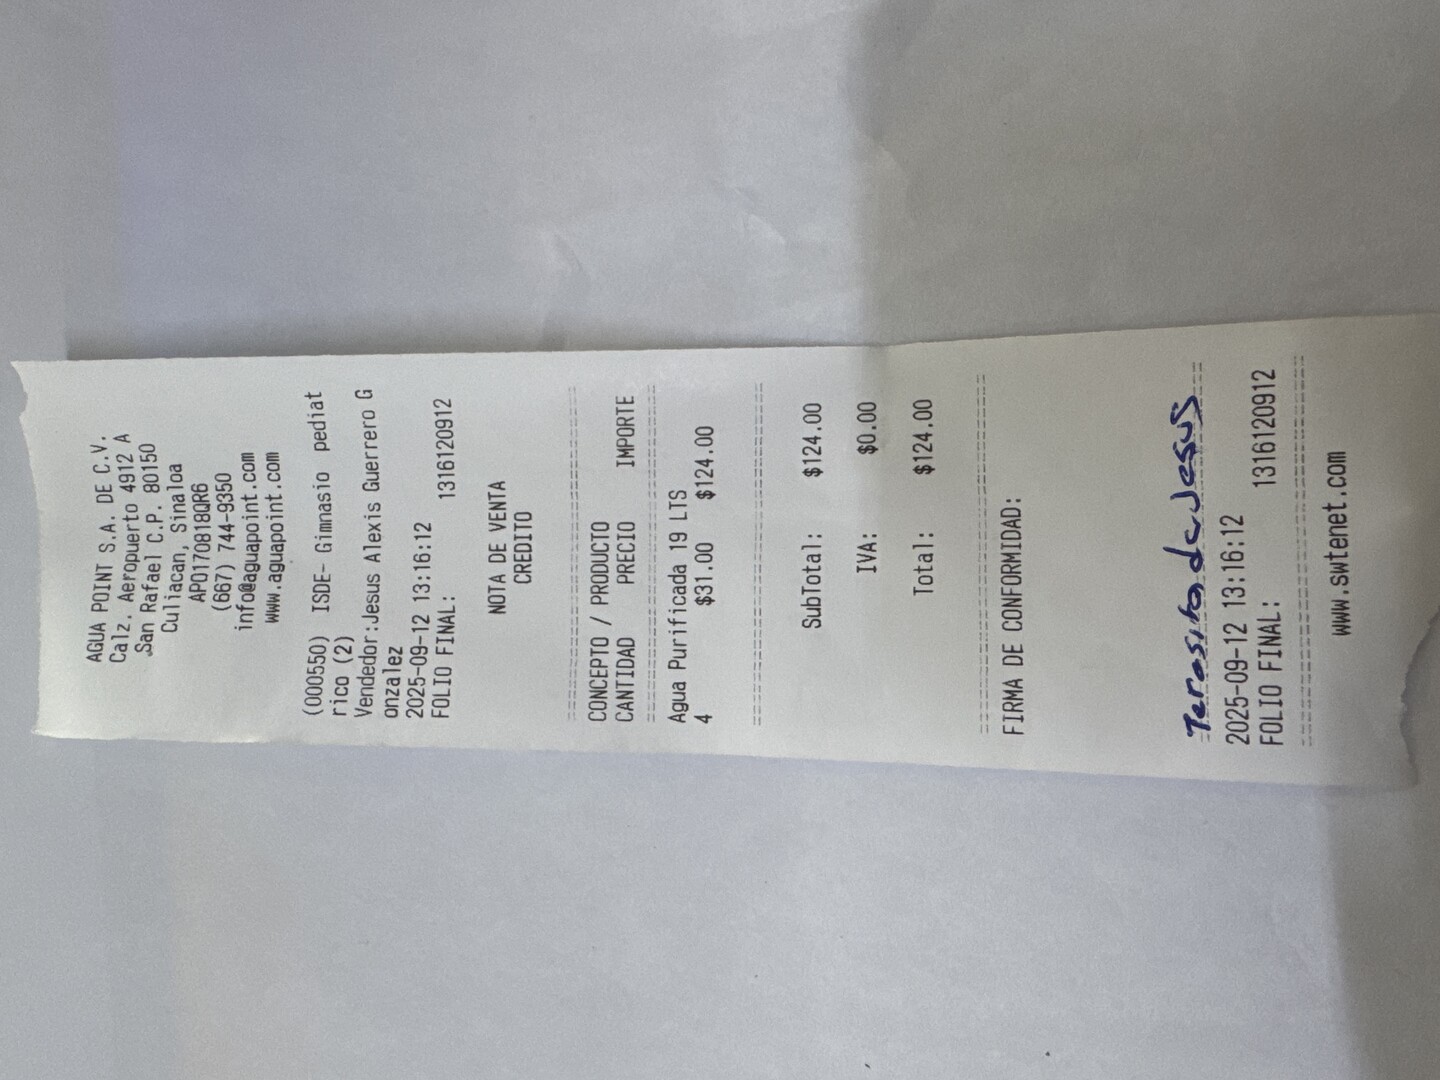 AGUA POINT S.A. DE C.V.
Calz. Aeropuerto 4912 A
San Rafael C.P. 80150
Culiacan, Sinaloa
APO170818QR6
(667) 744-9350
info@aguapoint.com
www.aguapoint.com
(000550) ISDE- Gimnasio pediat
rico (2)
Vendedor:Jesus Alexis Guerrero G
onzalez
2025-09-12 13:16:12
FOLIO FINAL: 1316120912
NOTA DE VENTA
CREDITO
CONCEPTO / PRODUCTO
CANTIDAD PRECIO IMPORTE
Agua Purificada 19 LTS
4 $31.00 $124.00
SubTotal: $124.00
IVA: $0.00
Total: $124.00
FIRMA DE CONFORMIDAD:
Teresita de Jesus
2025-09-12 13:16:12
FOLIO FINAL: 1316120912
www.swtenet.com